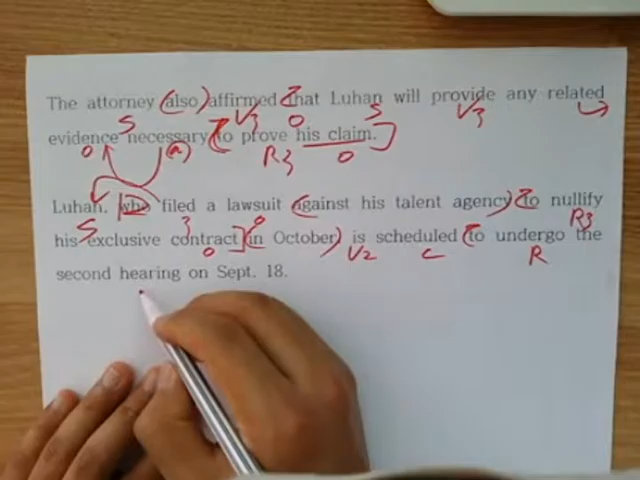 The attorney also affirmed that Luhan will provide any related
evidence necessary to prove his claim.
Luhan, who filed a lawsuit against his talent agency to nullify
his exclusive contract in October is scheduled to undergo the
second hearing on Sept. 18.